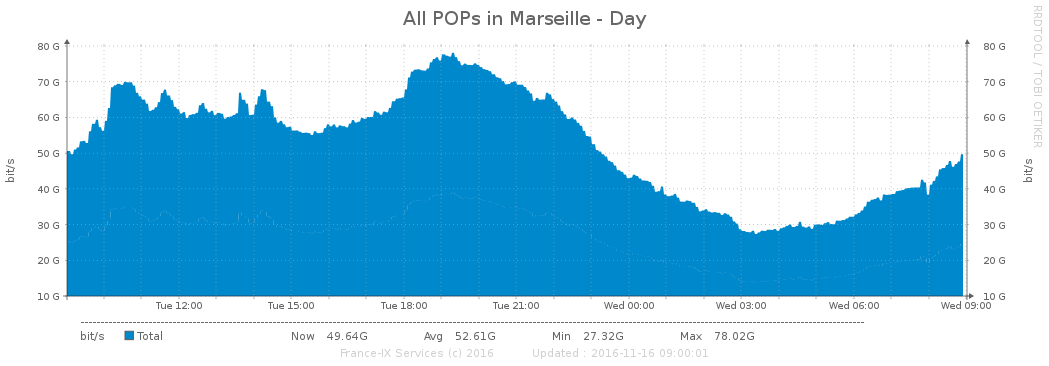 All POPs in Marseille - Day
RRDTOOL / TOBI OETIKER
80 G 80 G
70 G 70 G
60 G 60 G
50 G 50 G
40 G 40 G
30 G 30 G
20 G 20 G
10 G 10 G
bit/s
bit/s
Tue 12:00 Tue 15:00 Tue 18:00 Tue 21:00 Wed 00:00 Wed 03:00 Wed 06:00 Wed 09:00
bit/s Total Now 49.64G Avg 52.61G Min 27.32G Max 78.02G
France-IX Services (c) 2016 Updated : 2016-11-16 09:00:01